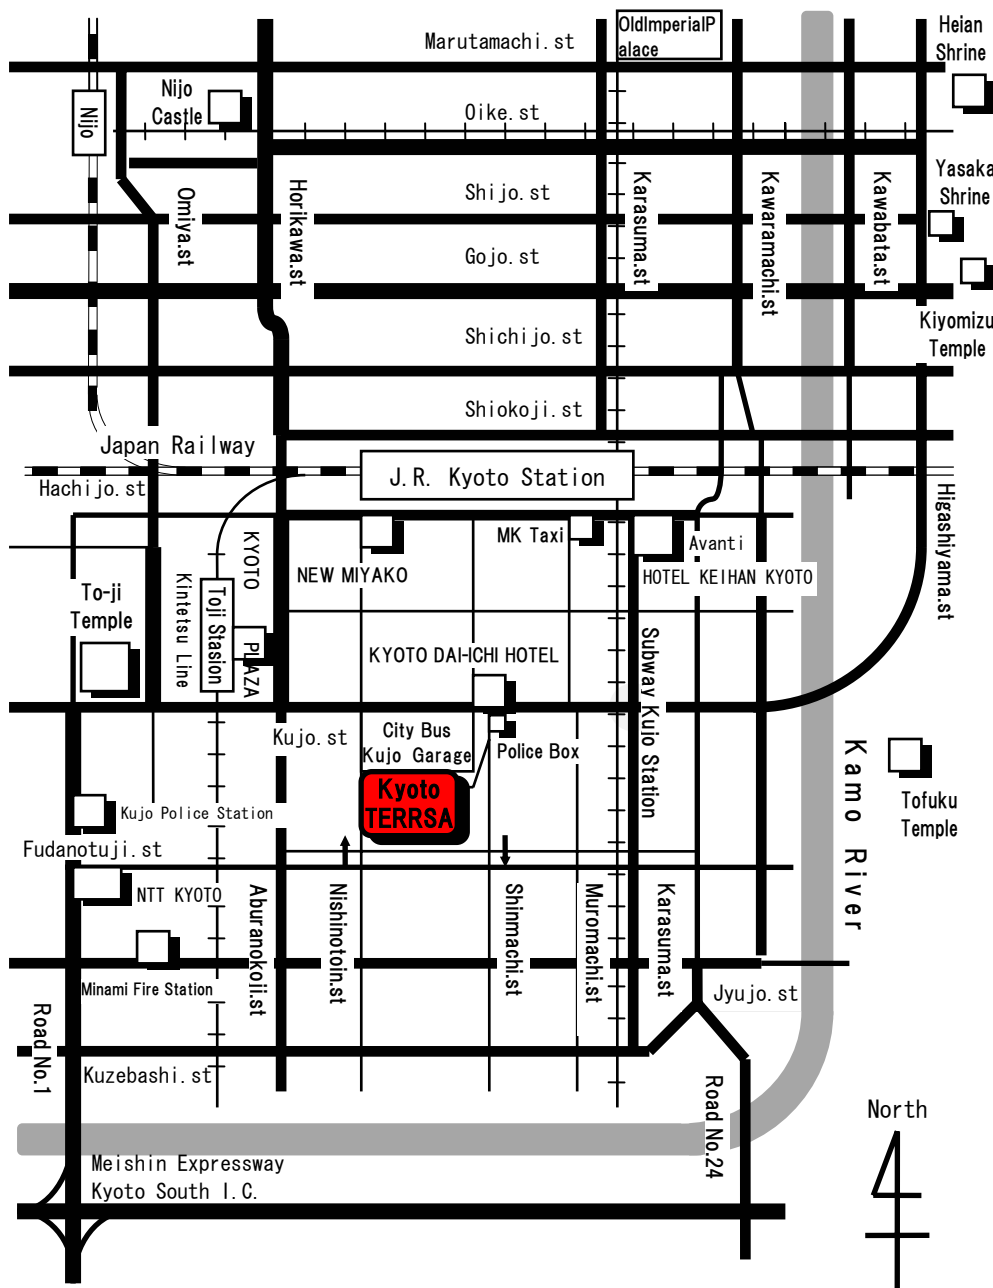 OldImperialP
alace
Heian
Shrine
Marutamachi.st
Nijo
Castle
Nijo
Oike.st
Yasaka
Shrine
Omiya.st
Horikawa.st
Shijo.st
Karasuma.st
Kawaramachi.st
Kawabata.st
Gojo.st
Kiyomizu
Temple
Shichijo.st
Shiokoji.st
Japan Railway
J.R. Kyoto Station
Hachijo.st
Higashiyama.st
KYOTO
PLAZA
MK Taxi
Avanti
NEW MIYAKO
HOTEL KEIHAN KYOTO
To-ji
Temple
Kintetsu Line
Toji Stasion
Subway Kujo Station
KYOTO DAI-ICHI HOTEL
Kujo.st
City Bus
Kujo Garage
Police Box
Kyoto
TERRSA
Kamo River
Tofuku
Temple
Kujo Police Station
Fudanotuji.st
NTT KYOTO
Aburanokoji.st
Nishinotoin.st
Shinmachi.st
Muromachi.st
Karasuma.st
Minami Fire Station
Jyujo.st
Road No.1
Kuzebashi.st
Road No.24
North
Meishin Expressway
Kyoto South I.C.